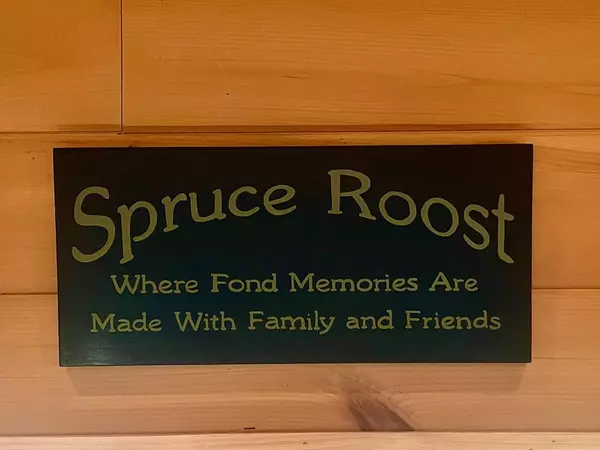 Spruce Roost
Where Fond Memories Are
Made With Family and Friends